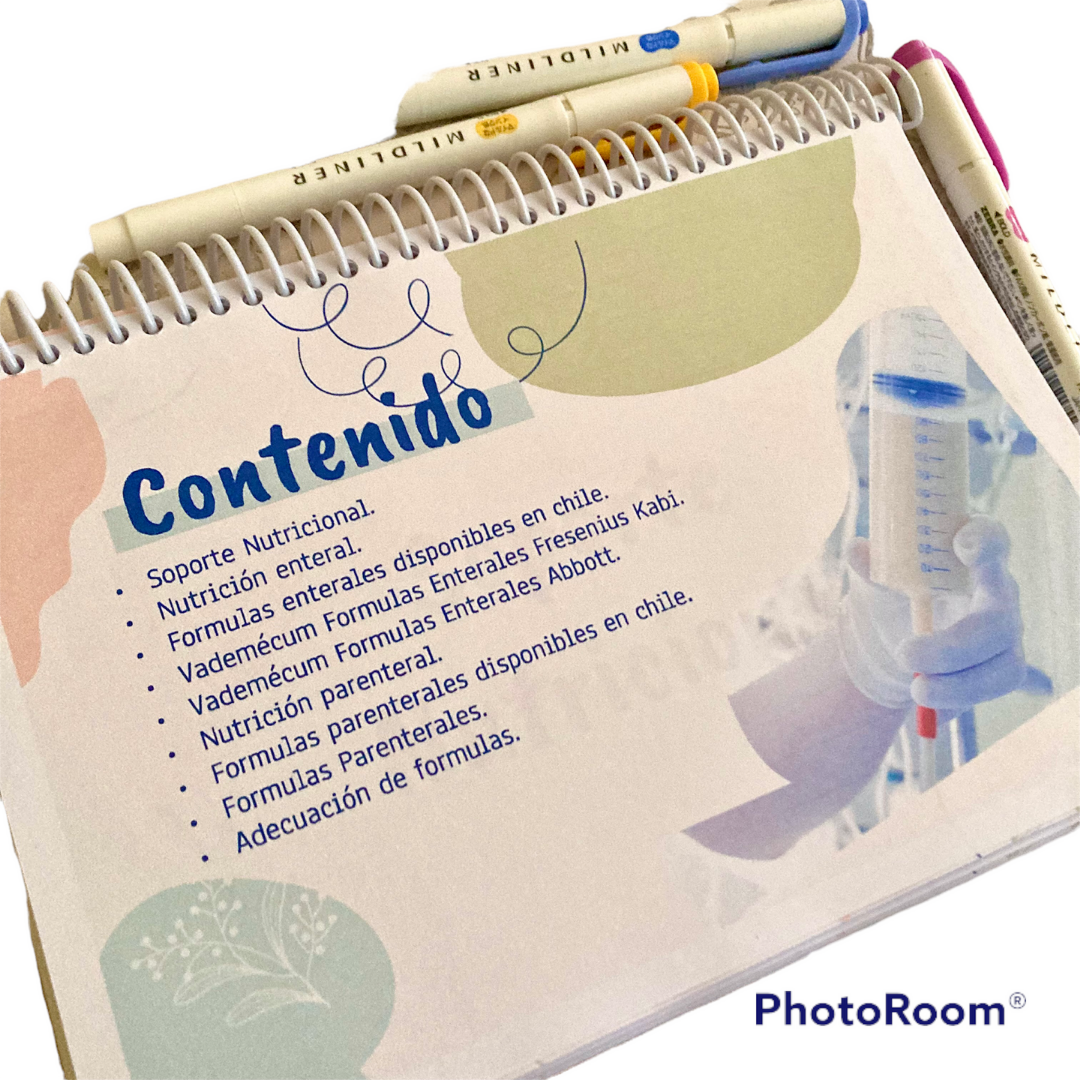 MILDLINER
MILDLINER
ZEBRA
Contenido
• Soporte Nutricional.
• Nutrición enteral.
• Formulas enterales disponibles en chile.
• Vademécum Formulas Enterales Fresenius Kabi.
• Vademécum Formulas Enterales Abbott.
• Nutrición parenteral.
• Formulas parenterales disponibles en chile.
• Formulas Parenterales.
• Adecuación de formulas.
PhotoRoom®